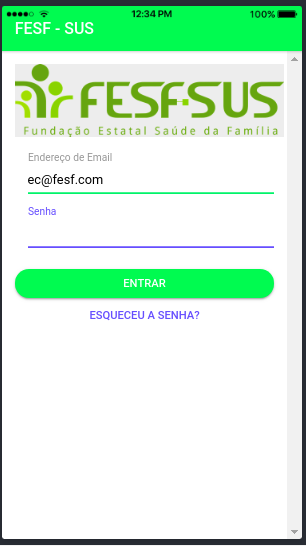 12:34 PM
100%
FESF - SUS
FESF-SUS
Fundação Estatal Saúde da Família
Endereço de Email
ec@fesf.com
Senha
ENTRAR
ESQUECEU A SENHA?